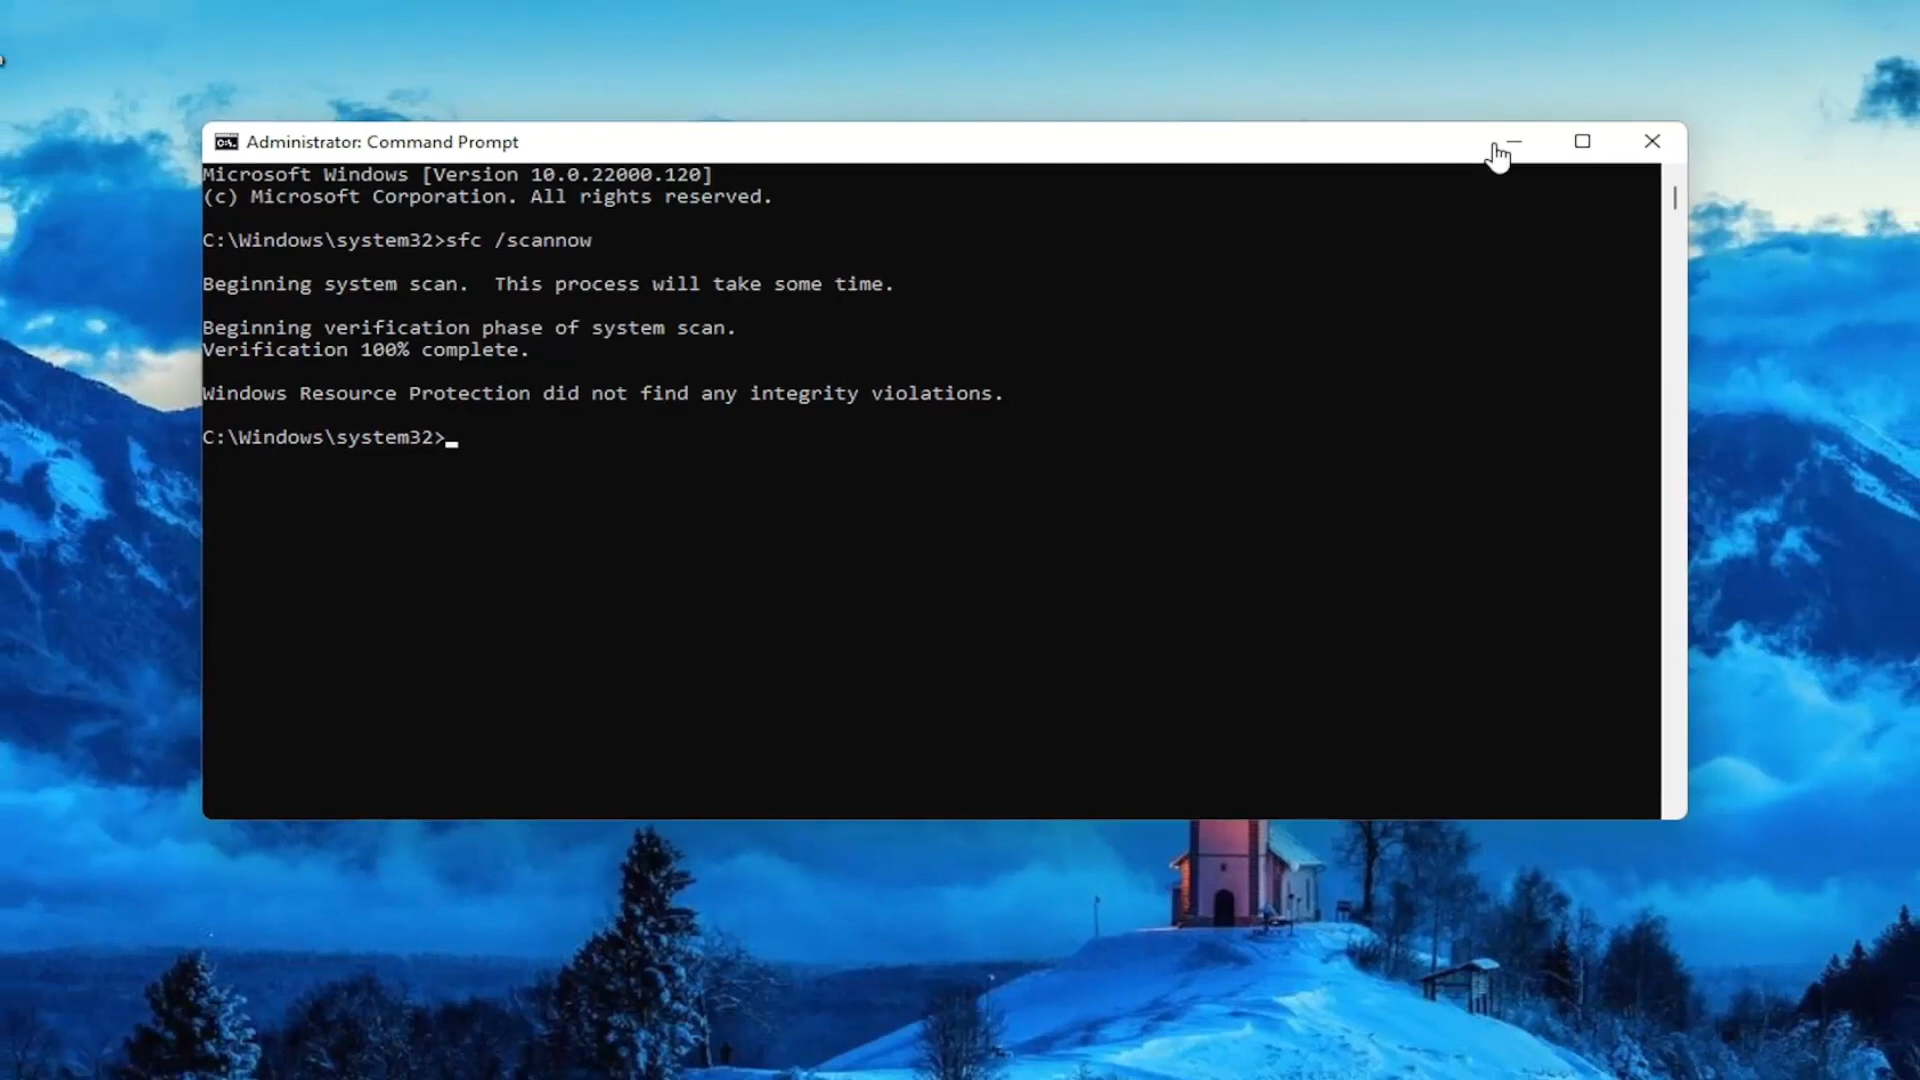 Administrator: Command Prompt
Microsoft Windows [Version 10.0.22000.120]
(c) Microsoft Corporation. All rights reserved.
C:\Windows\system32>sfc /scannow
Beginning system scan.  This process will take some time.
Beginning verification phase of system scan.
Verification 100% complete.
Windows Resource Protection did not find any integrity violations.
C:\Windows\system32>